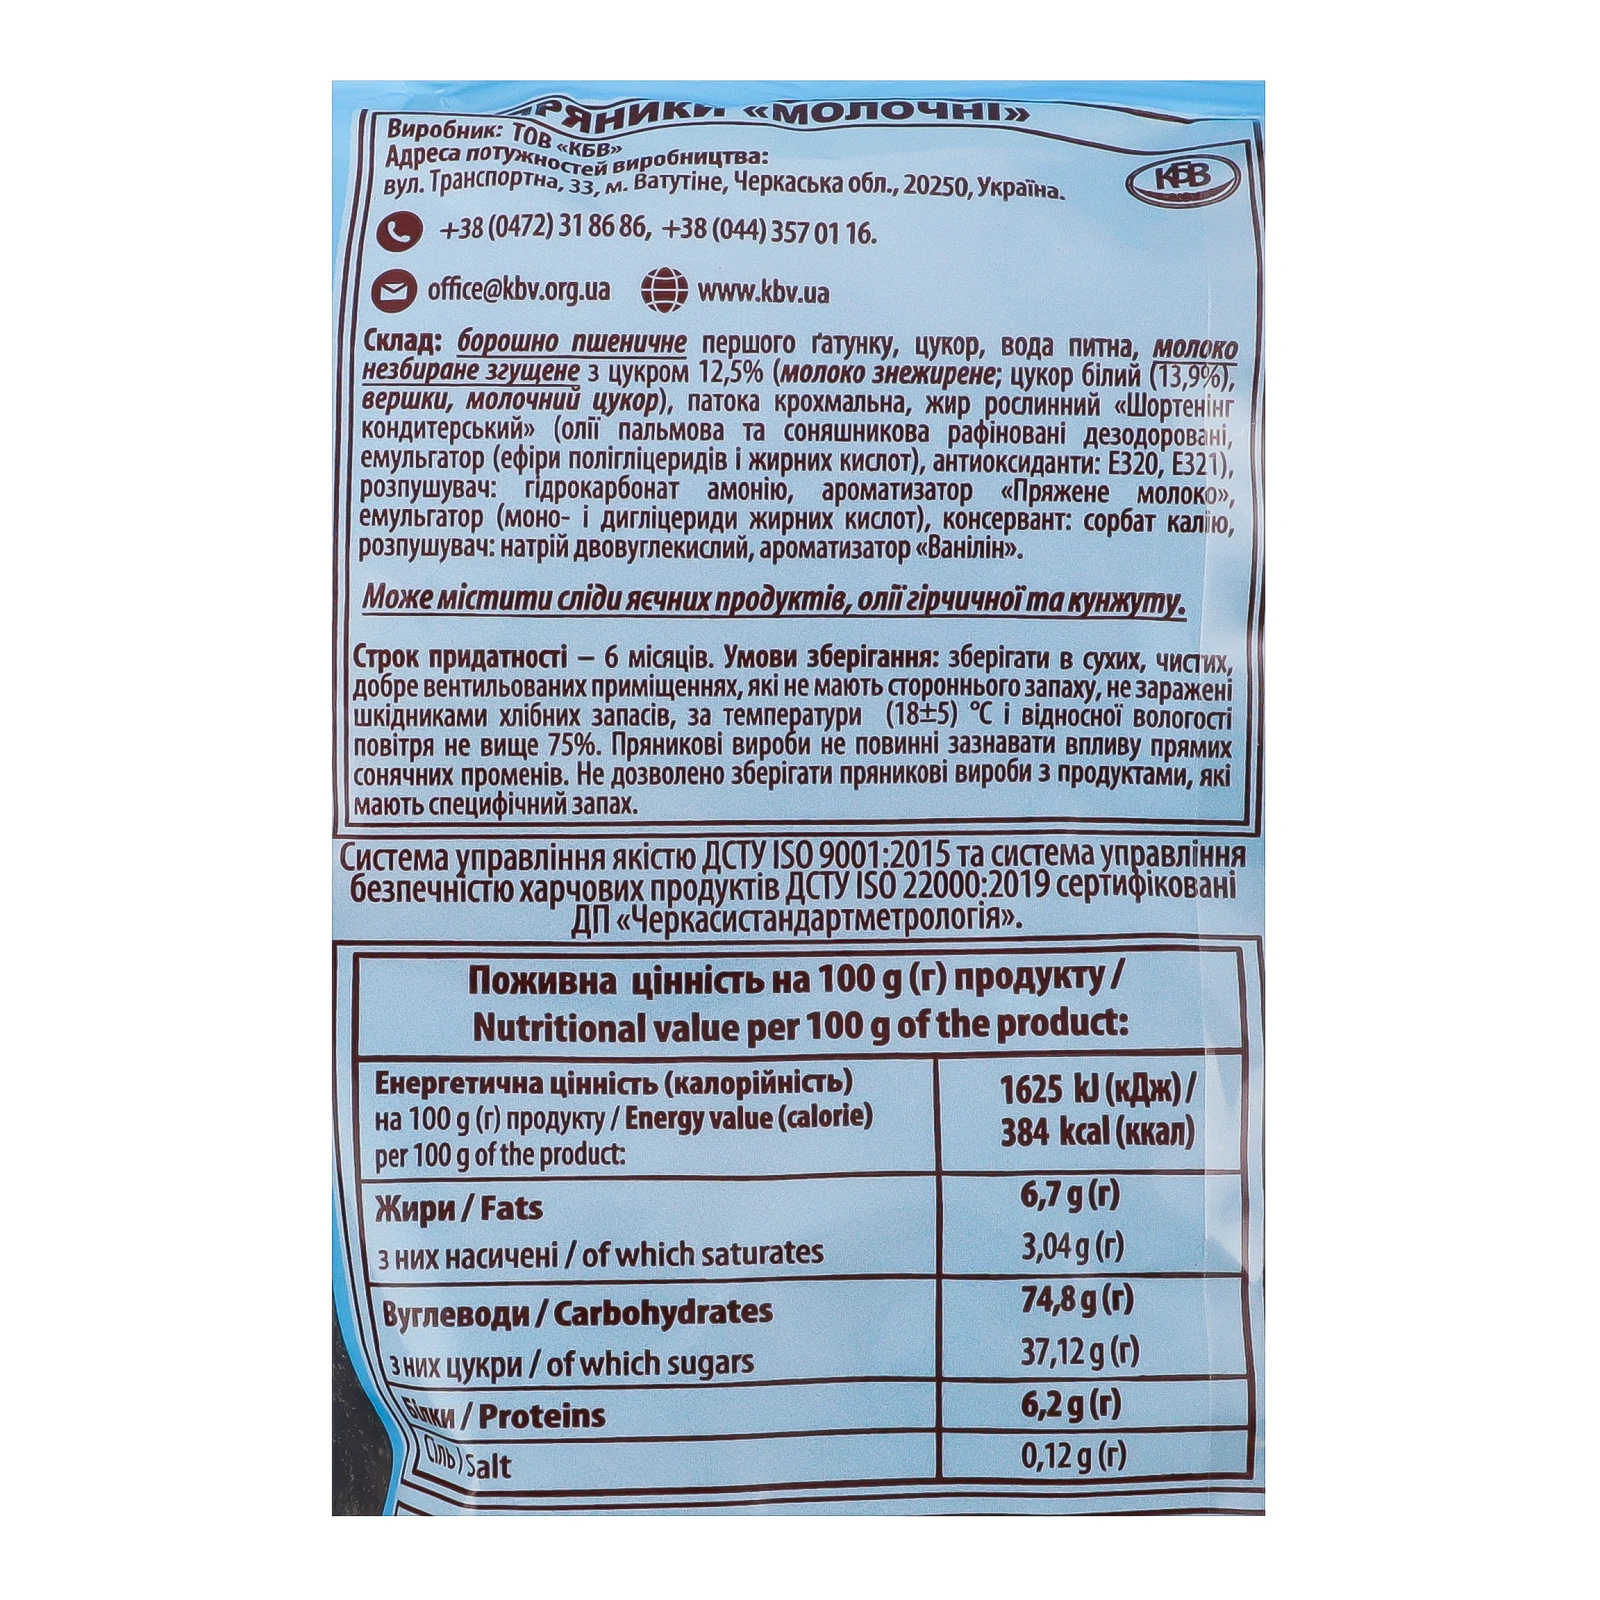 ПРЯНИКИ «МОЛОЧНІ»
Виробник: ТОВ «КБВ»
Адреса потужностей виробництва:
вул. Транспортна, 33, м. Ватутіне, Черкаська обл., 20250, Україна.
КБВ
+38 (0472) 31 86 86, +38 (044) 357 01 16.
office@kbv.org.ua www.kbv.ua
Склад: борошно пшеничне першого ґатунку, цукор, вода питна, молоко
незбиране згущене з цукром 12,5% (молоко знежирене; цукор білий (13,9%),
вершки, молочний цукор), патока крохмальна, жир рослинний «Шортенінг
кондитерський» (олії пальмова та соняшникова рафіновані дезодоровані,
емульгатор (ефіри полігліцеридів і жирних кислот), антиоксиданти: Е320, Е321),
розпушувач: гідрокарбонат амонію, ароматизатор «Пряжене молоко»,
емульгатор (моно- і дигліцериди жирних кислот), консервант: сорбат калію,
розпушувач: натрій двовуглекислий, ароматизатор «Ванілін».
Може містити сліди яєчних продуктів, олії гірчичної та кунжуту.
Строк придатності – 6 місяців. Умови зберігання: зберігати в сухих, чистих,
добре вентильованих приміщеннях, які не мають стороннього запаху, не заражені
шкідниками хлібних запасів, за температури (18±5) °С і відносної вологості
повітря не вище 75%. Пряникові вироби не повинні зазнавати впливу прямих
сонячних променів. Не дозволено зберігати пряникові вироби з продуктами, які
мають специфічний запах.
Система управління якістю ДСТУ ISO 9001:2015 та система управління
безпечністю харчових продуктів ДСТУ ISO 22000:2019 сертифіковані
ДП «Черкасистандартметрологія».
Поживна цінність на 100 g (г) продукту /
Nutritional value per 100 g of the product:
Енергетична цінність (калорійність)
на 100 g (г) продукту / Energy value (calorie)
per 100 g of the product:
1625 kJ (кДж) /
384 kcal (ккал)
Жири / Fats 6,7 g (г)
з них насичені / of which saturates 3,04 g (г)
Вуглеводи / Carbohydrates 74,8 g (г)
з них цукри / of which sugars 37,12 g (г)
Білки / Proteins 6,2 g (г)
Сіль / Salt 0,12 g (г)